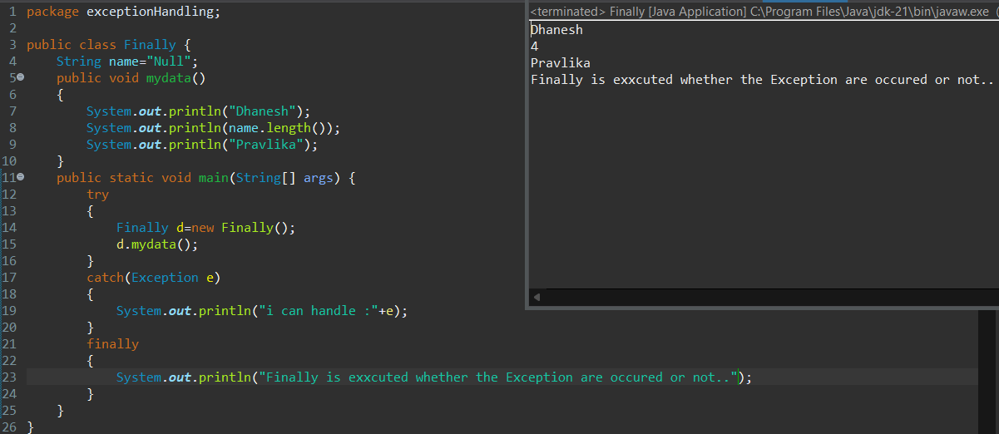 1 package exceptionHandling;
2
3 public class Finally {
4     String name="Null";
5     public void mydata()
6     {
7         System.out.println("Dhanesh");
8         System.out.println(name.length());
9         System.out.println("Pravlika");
10     }
11     public static void main(String[] args) {
12         try
13         {
14             Finally d=new Finally();
15             d.mydata();
16         }
17         catch(Exception e)
18         {
19             System.out.println("i can handle :"+e);
20         }
21         finally
22         {
23             System.out.println("Finally is exxcuted whether the Exception are occured or not..");
24         }
25     }
26 }
<terminated> Finally [Java Application] C:\Program Files\Java\jdk-21\bin\javaw.exe (
Dhanesh
4
Pravlika
Finally is exxcuted whether the Exception are occured or not..